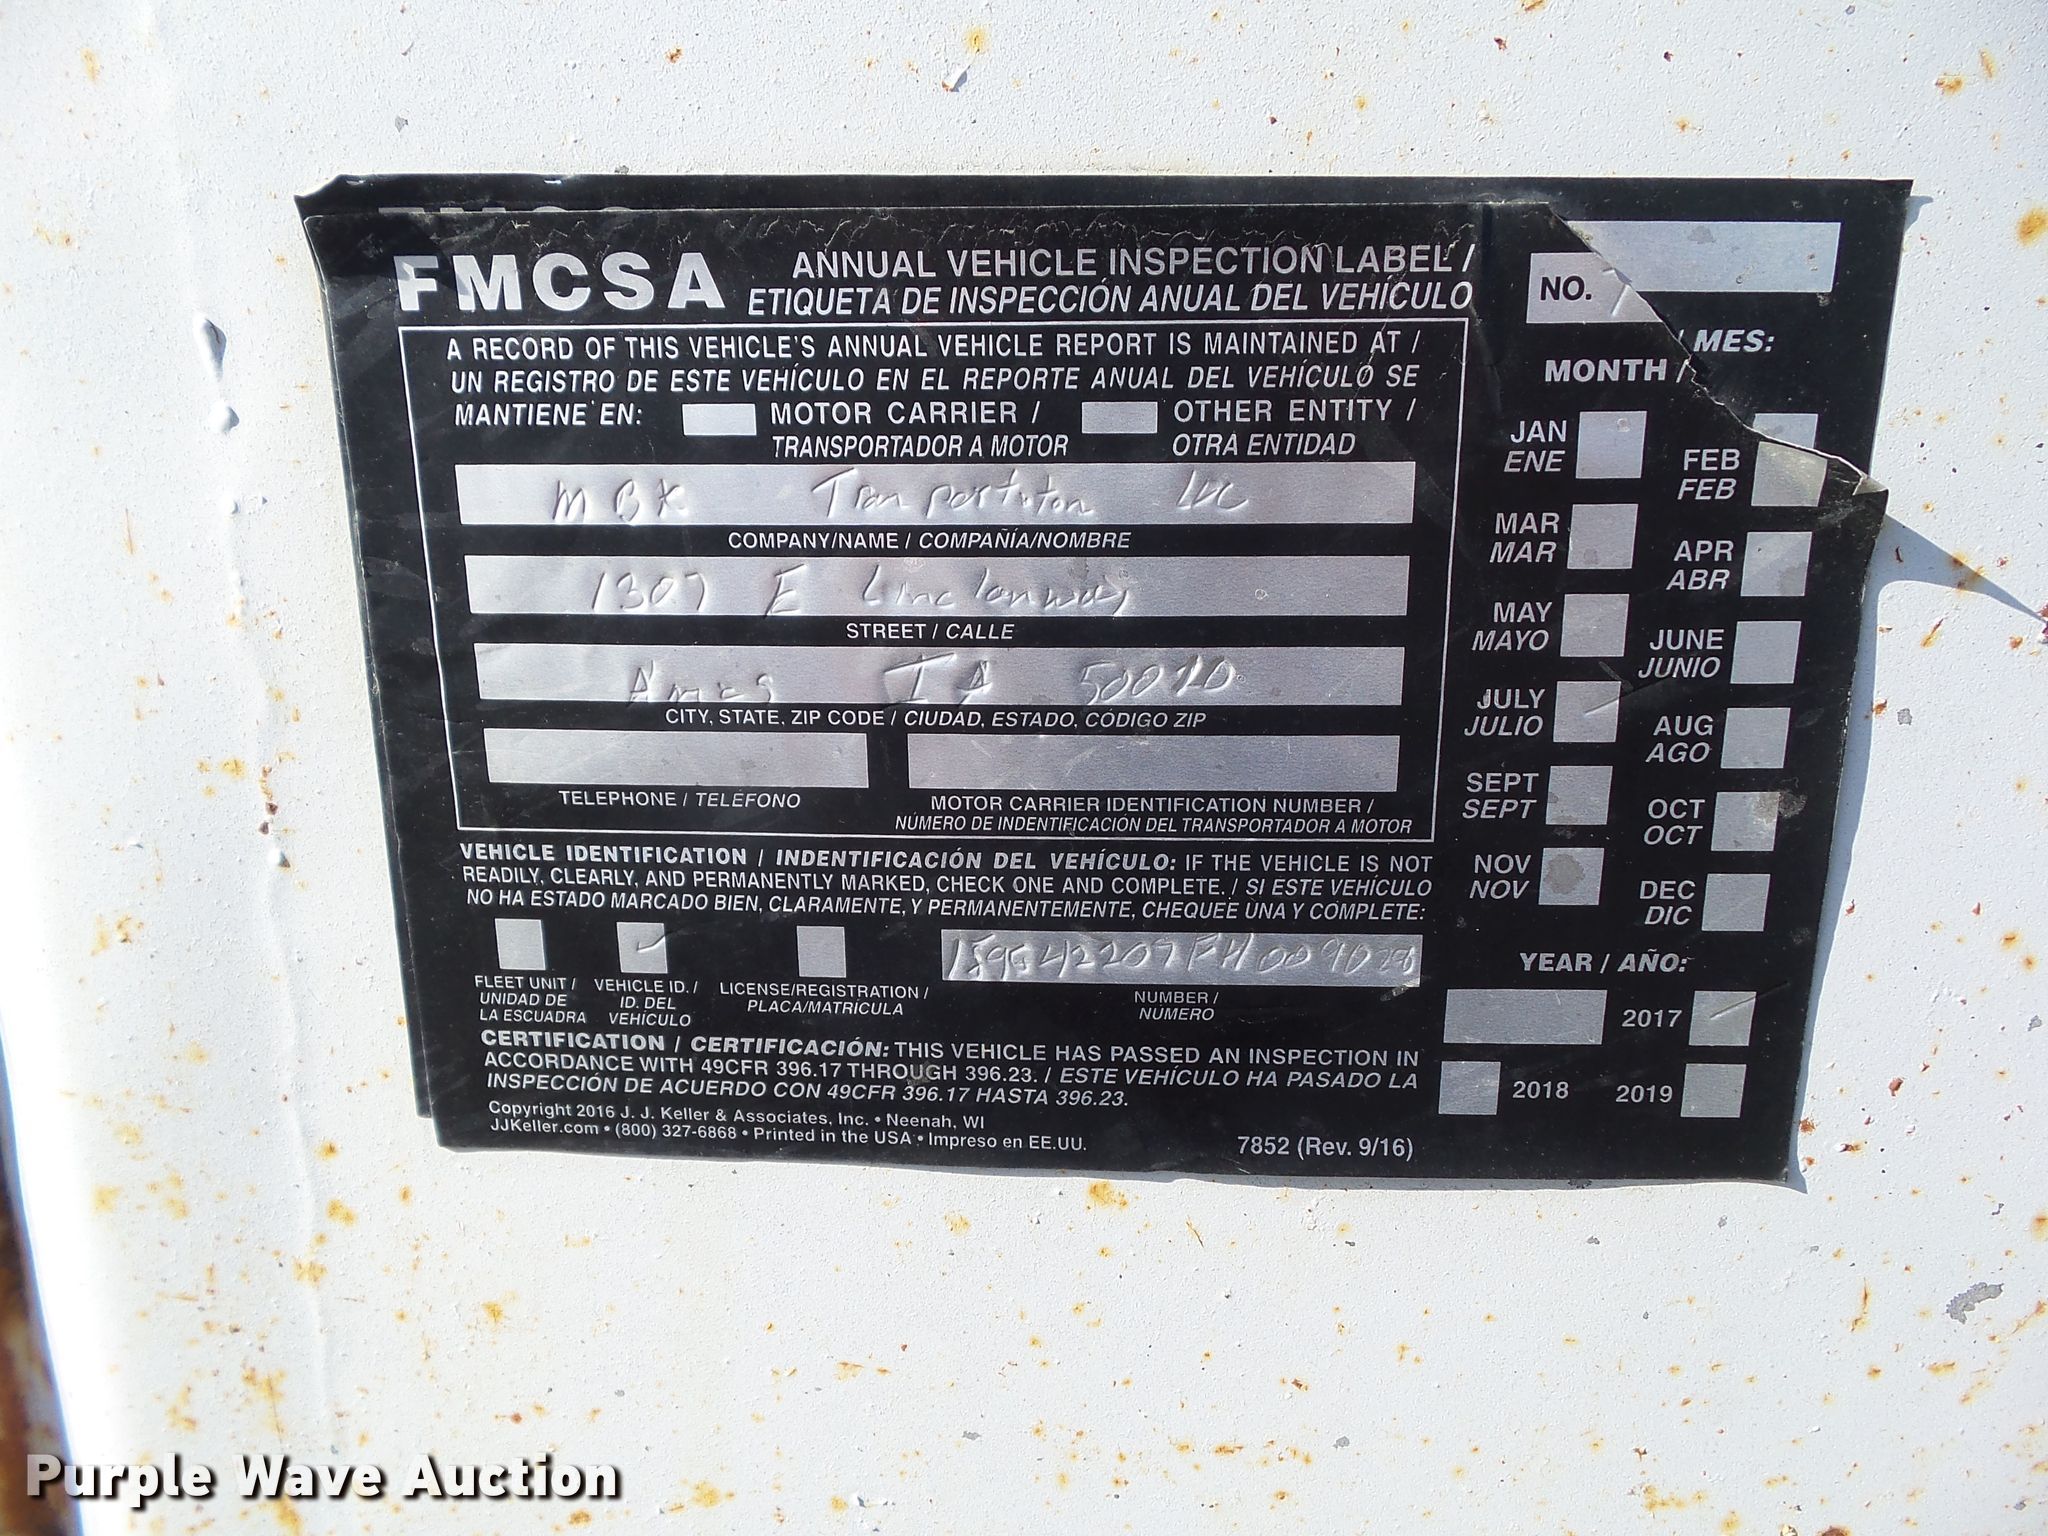 FMCSA
ANNUAL VEHICLE INSPECTION LABEL /
ETIQUETA DE INSPECCIÓN ANUAL DEL VEHÍCULO
A RECORD OF THIS VEHICLE'S ANNUAL VEHICLE REPORT IS MAINTAINED AT /
UN REGISTRO DE ESTE VEHÍCULO EN EL REPORTE ANUAL DEL VEHÍCULO SE
MANTIENE EN: MOTOR CARRIER / OTHER ENTITY /
TRANSPORTADOR A MOTOR OTRA ENTIDAD
MBK Transportation LLC
COMPANY/NAME / COMPAÑÍA/NOMBRE
1307 E Lincolnway
STREET / CALLE
Ames IA 50010
CITY, STATE, ZIP CODE / CIUDAD, ESTADO, CÓDIGO ZIP
TELEPHONE / TELÉFONO
MOTOR CARRIER IDENTIFICATION NUMBER /
NÚMERO DE INDENTIFICACIÓN DEL TRANSPORTADOR A MOTOR
VEHICLE IDENTIFICATION / INDENTIFICACIÓN DEL VEHÍCULO: IF THE VEHICLE IS NOT
READILY, CLEARLY, AND PERMANENTLY MARKED, CHECK ONE AND COMPLETE. / SI ESTE VEHÍCULO
NO HA ESTADO MARCADO BIEN, CLARAMENTE, Y PERMANENTEMENTE, CHEQUEE UNA Y COMPLETE:
FLEET UNIT /
UNIDAD DE
LA ESCUADRA
VEHICLE ID. /
ID. DEL
VEHÍCULO
LICENSE/REGISTRATION /
PLACA/MATRÍCULA
NUMBER /
NÚMERO
CERTIFICATION / CERTIFICACIÓN: THIS VEHICLE HAS PASSED AN INSPECTION IN
ACCORDANCE WITH 49CFR 396.17 THROUGH 396.23. / ESTE VEHÍCULO HA PASADO LA
INSPECCIÓN DE ACUERDO CON 49CFR 396.17 HASTA 396.23.
Copyright 2016 J. J. Keller & Associates, Inc. • Neenah, WI
JJKeller.com • (800) 327-6868 • Printed in the USA • Impreso en EE.UU.
7852 (Rev. 9/16)
NO.
/ MES:
MONTH /
JAN
ENE
FEB
FEB
MAR
MAR
APR
ABR
MAY
MAYO
JUNE
JUNIO
JULY
JULIO
AUG
AGO
SEPT
SEPT
OCT
OCT
NOV
NOV
DEC
DIC
YEAR / AÑO:
2017
2018
2019
Purple Wave Auction